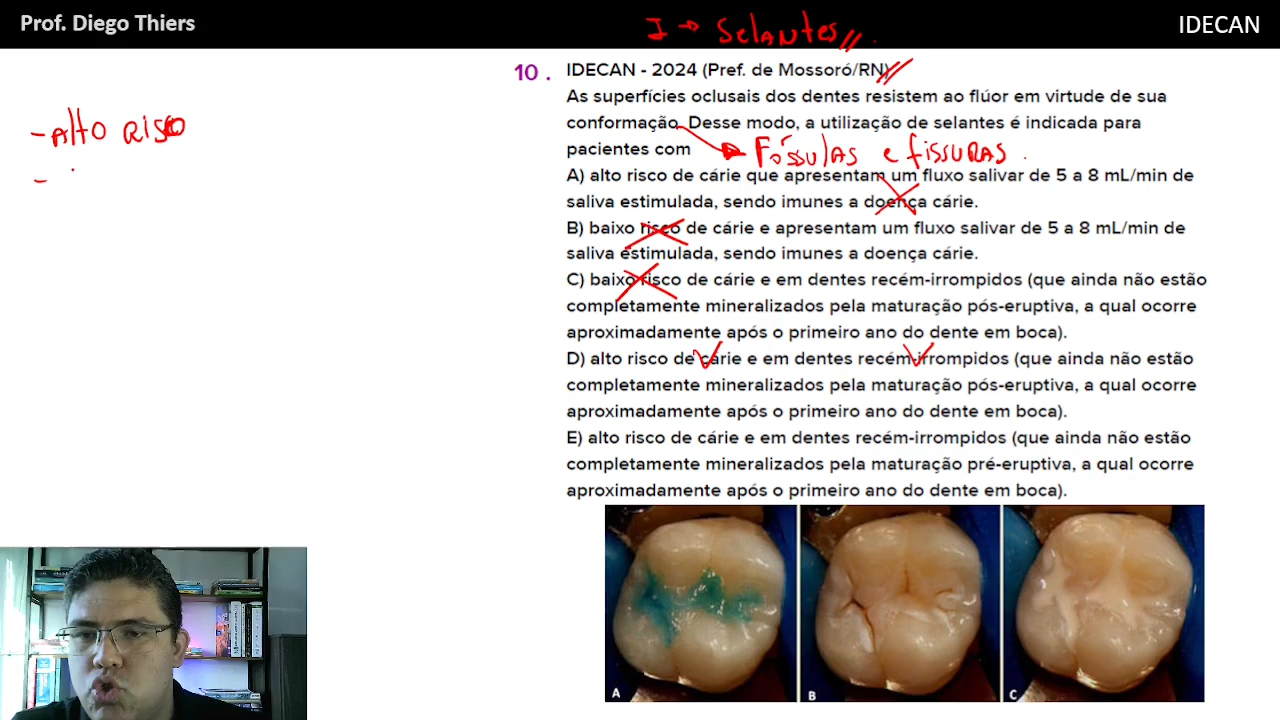 Prof. Diego Thiers
I → SelANtes
IDECAN
10 .
IDECAN - 2024 (Pref. de Mossoró/RN)
As superfícies oclusais dos dentes resistem ao flúor em virtude de sua
conformação. Desse modo, a utilização de selantes é indicada para
pacientes com
Fóssulas e fissuras .
A) alto risco de cárie que apresentam um fluxo salivar de 5 a 8 mL/min de
saliva estimulada, sendo imunes a doença cárie.
B) baixo risco de cárie e apresentam um fluxo salivar de 5 a 8 mL/min de
saliva estimulada, sendo imunes a doença cárie.
C) baixo risco de cárie e em dentes recém-irrompidos (que ainda não estão
completamente mineralizados pela maturação pós-eruptiva, a qual ocorre
aproximadamente após o primeiro ano do dente em boca).
D) alto risco de cárie e em dentes recém-irrompidos (que ainda não estão
completamente mineralizados pela maturação pós-eruptiva, a qual ocorre
aproximadamente após o primeiro ano do dente em boca).
E) alto risco de cárie e em dentes recém-irrompidos (que ainda não estão
completamente mineralizados pela maturação pré-eruptiva, a qual ocorre
aproximadamente após o primeiro ano do dente em boca).
- Alto risco
-
A
B
C